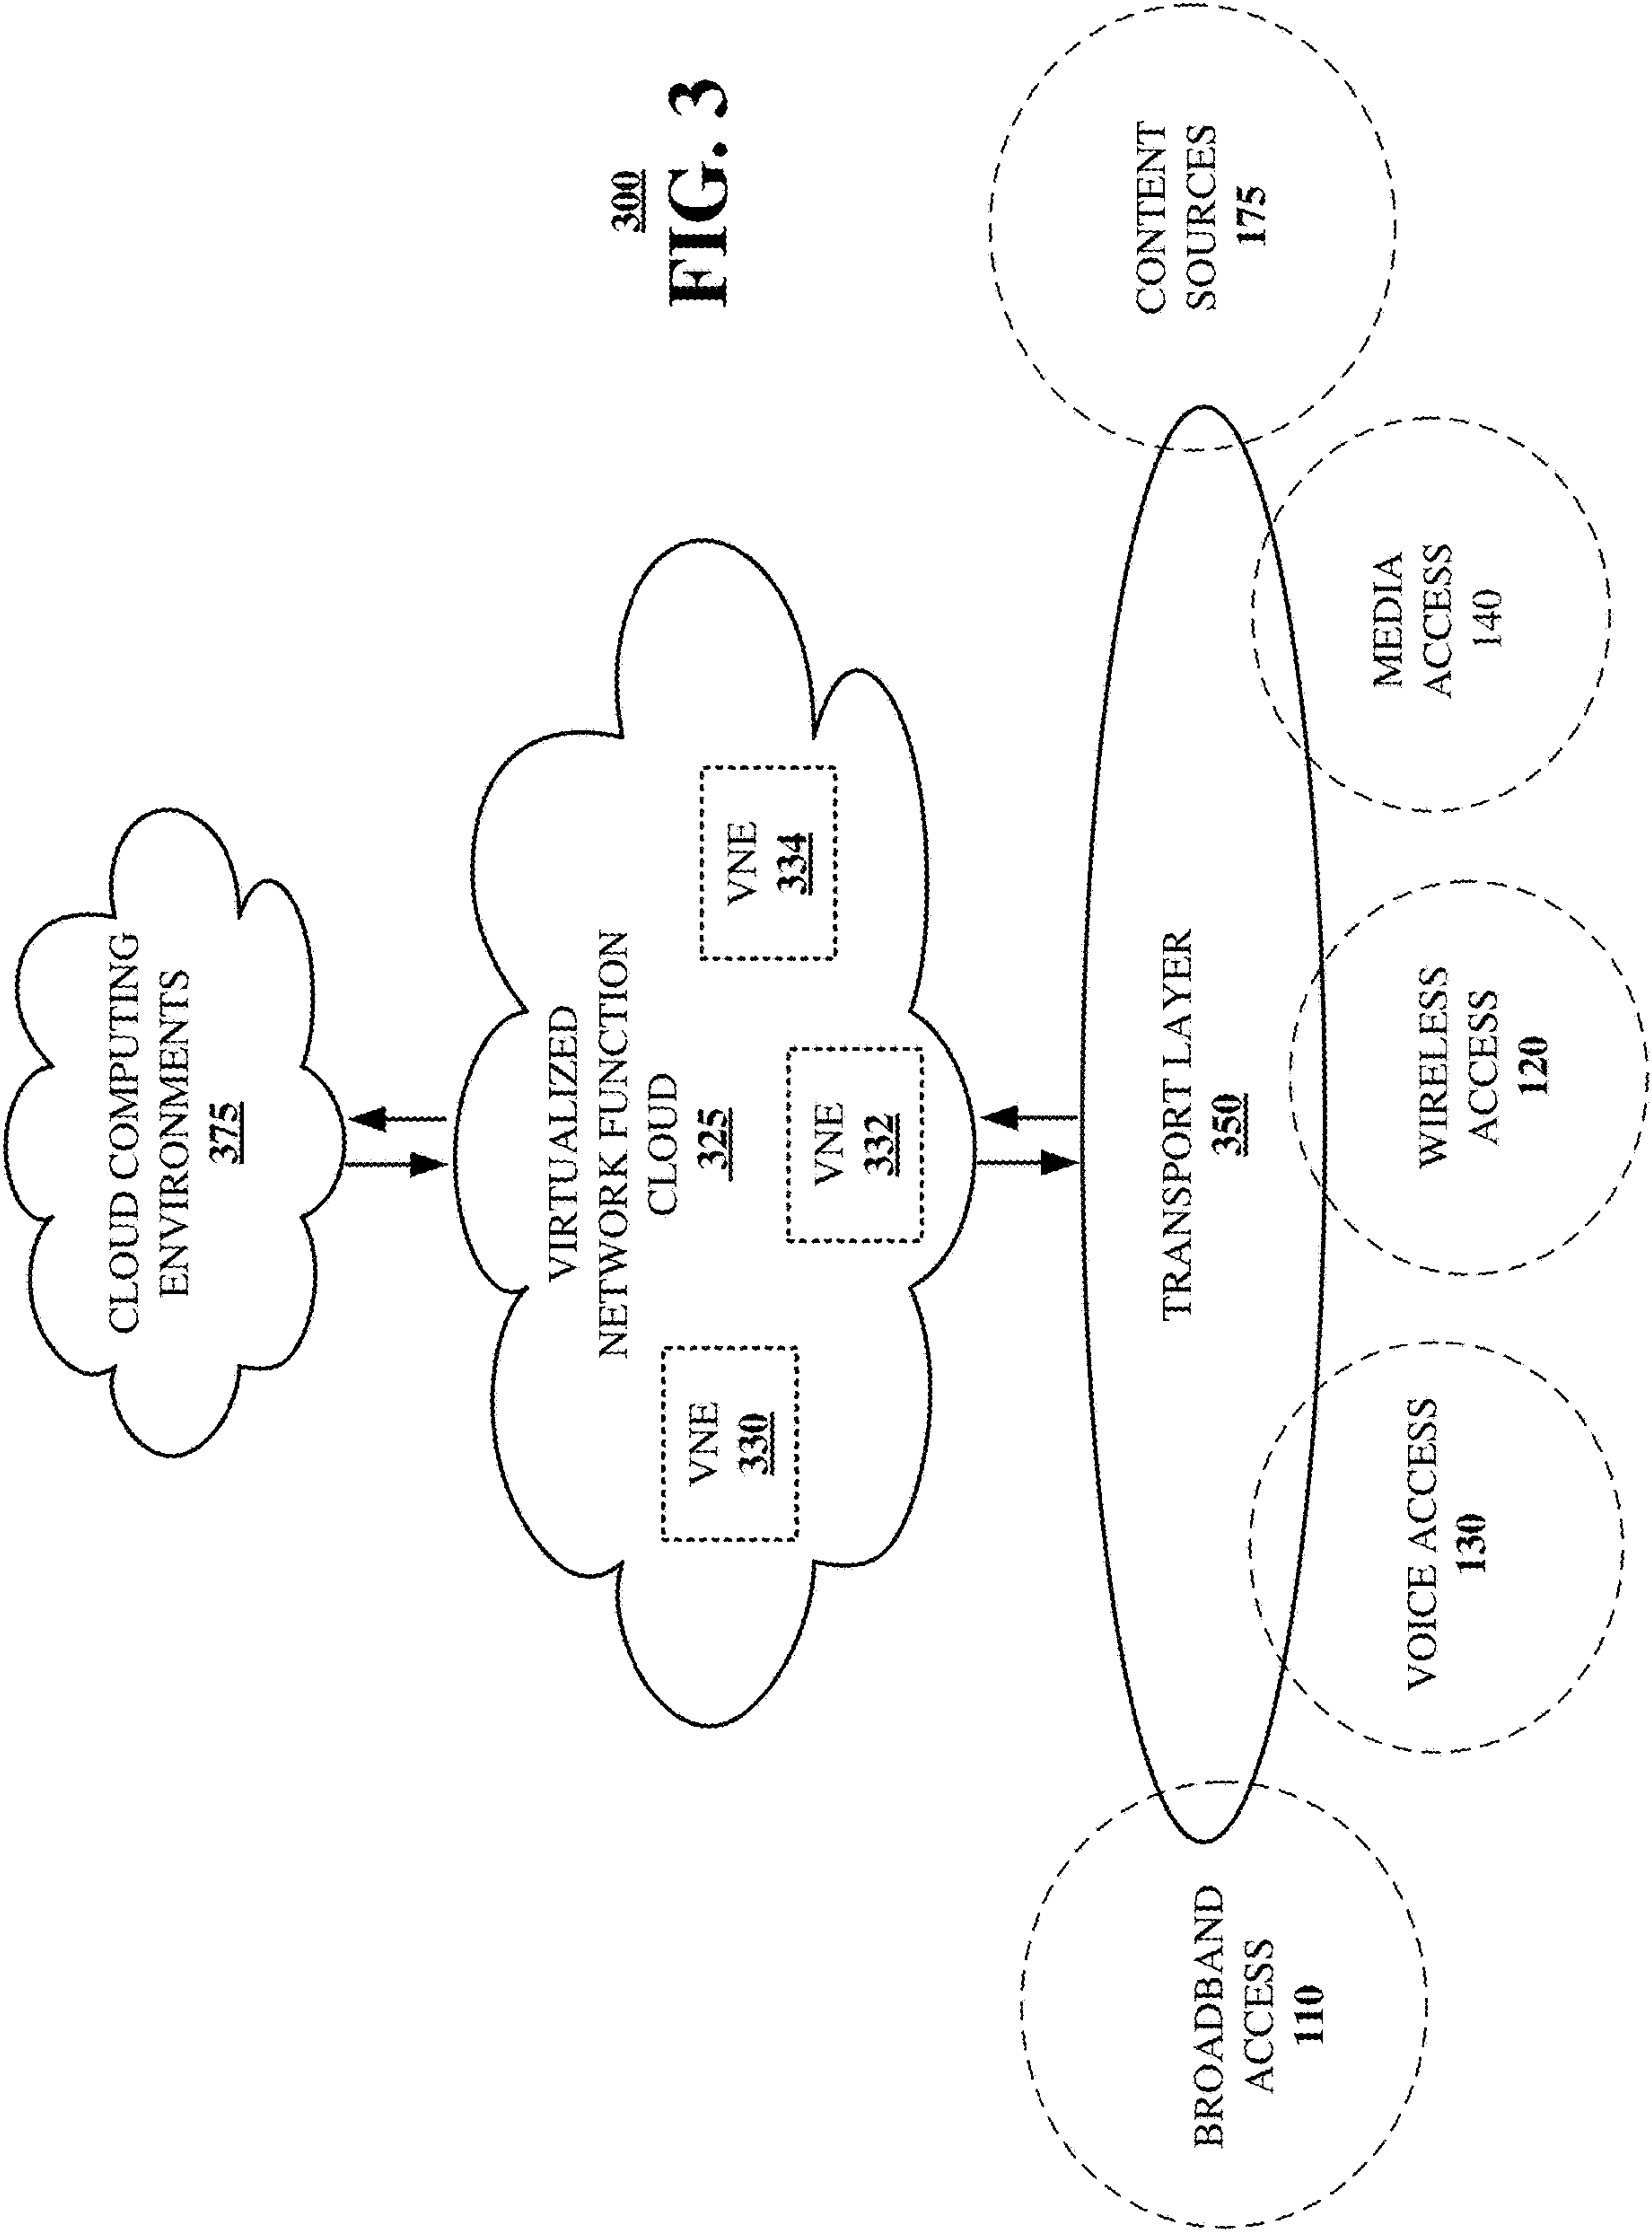 CLOUD COMPUTING
ENVIRONMENTS
375
VIRTUALIZED
NETWORK FUNCTION
CLOUD
325
VNE
330
VNE
332
VNE
334
300
FIG. 3
TRANSPORT LAYER
350
BROADBAND
ACCESS
110
VOICE ACCESS
130
WIRELESS
ACCESS
120
MEDIA
ACCESS
140
CONTENT
SOURCES
175